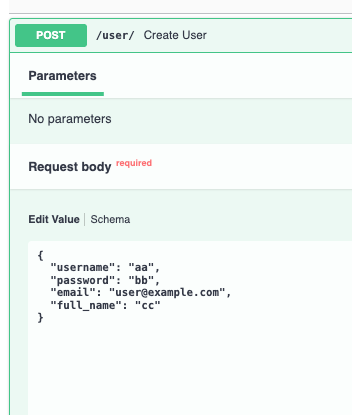 POST /user/ Create User
Parameters
No parameters
Request body required
Edit Value | Schema
{
  "username": "aa",
  "password": "bb",
  "email": "user@example.com",
  "full_name": "cc"
}